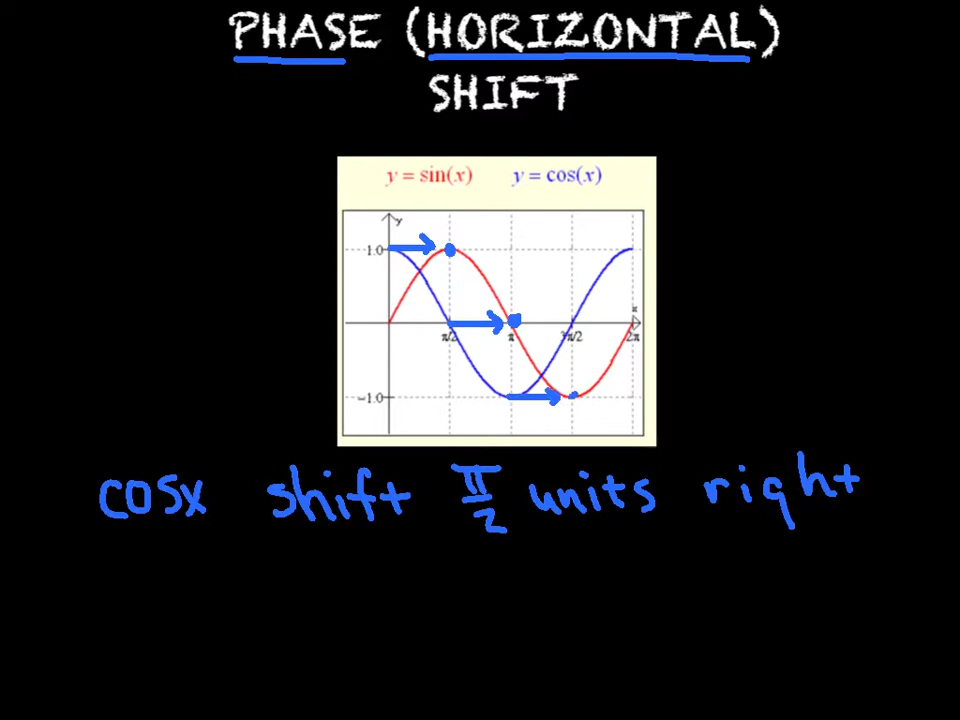 PHASE (HORIZONTAL)
SHIFT
y = sin(x) y = cos(x)
y
1.0
x
π/2 π 3π/2 2π
-1.0
cosx shift π/2 units right